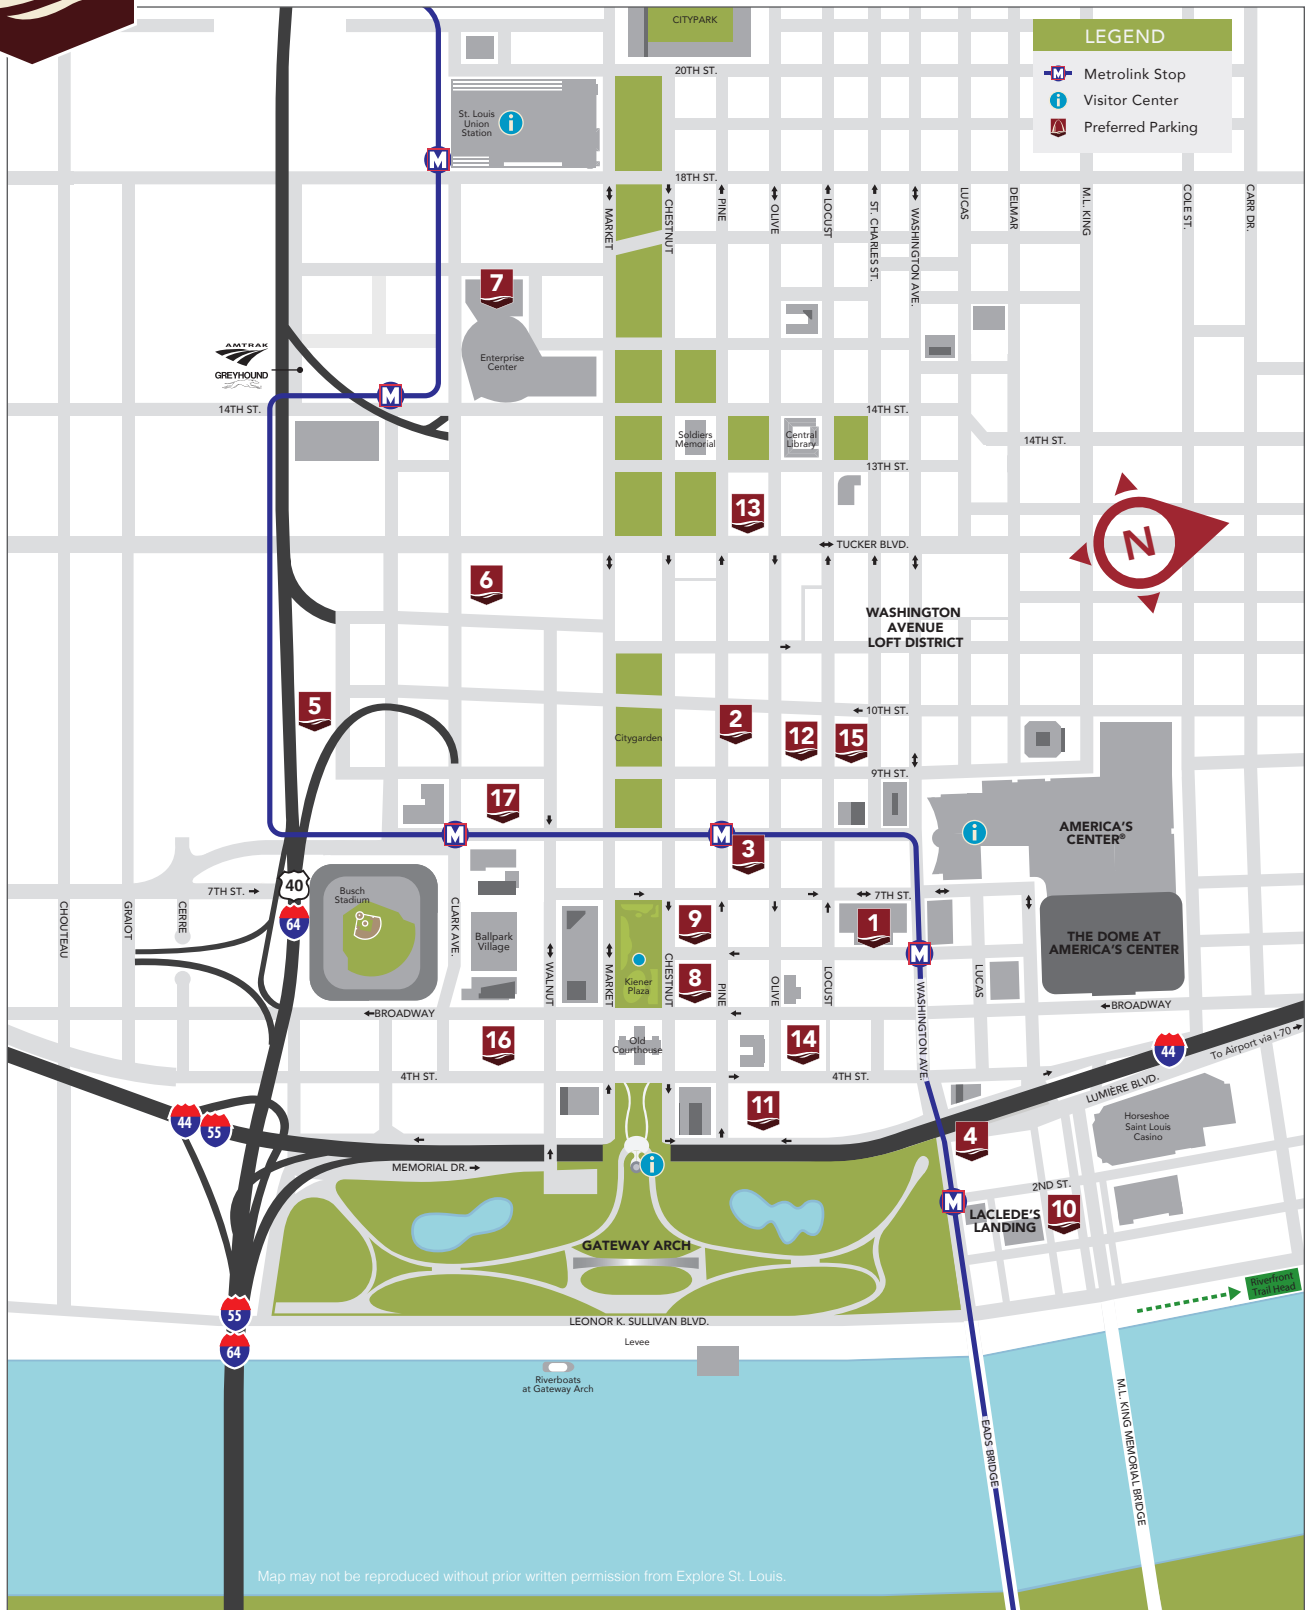 CITYPARK
LEGEND
Metrolink Stop
Visitor Center
Preferred Parking
20TH ST.
St. Louis
Union
Station
i
M
18TH ST.
MARKET
CHESTNUT
PINE
OLIVE
LOCUST
ST. CHARLES ST.
WASHINGTON AVE.
LUCAS
DELMAR
M.L. KING
COLE ST.
CARR DR.
7
AMTRAK
GREYHOUND
Enterprise
Center
M
14TH ST.
14TH ST.
14TH ST.
Soldiers
Memorial
Central
Library
13TH ST.
13
N
TUCKER BLVD.
6
WASHINGTON
AVENUE
LOFT DISTRICT
5
10TH ST.
2
12
15
Citygarden
9TH ST.
17
M
M
3
i
AMERICA'S
CENTER®
40
64
7TH ST.
7TH ST.
Busch
Stadium
CHOUTEAU
GRAIOT
CERRE
CLARK AVE.
Ballpark
Village
WALNUT
MARKET
Kiener
Plaza
CHESTNUT
9
8
PINE
OLIVE
LOCUST
1
M
WASHINGTON AVE.
LUCAS
THE DOME AT
AMERICA'S CENTER
BROADWAY
BROADWAY
16
Old
Courthouse
14
44
To Airport via I-70
4TH ST.
4TH ST.
LUMIÈRE BLVD.
44
55
11
4
Horseshoe
Saint Louis
Casino
MEMORIAL DR.
i
2ND ST.
M
LACLEDE'S
LANDING
10
GATEWAY ARCH
Riverfront
Trail Head
55
64
LEONOR K. SULLIVAN BLVD.
Levee
Riverboats
at Gateway Arch
EADS BRIDGE
M.L. KING MEMORIAL BRIDGE
Map may not be reproduced without prior written permission from Explore St. Louis.